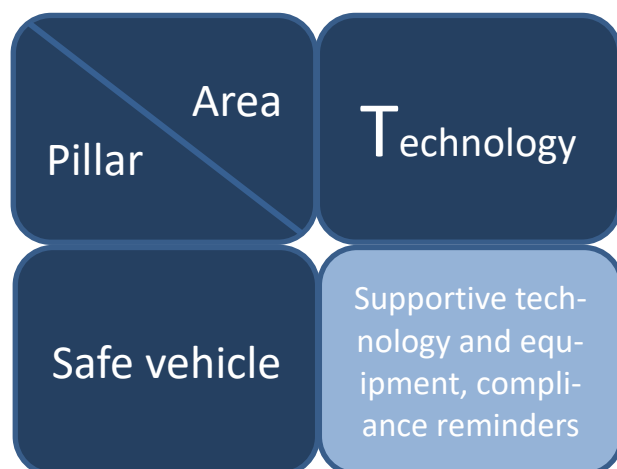 Area
Pillar
Technology
Safe vehicle
Supportive tech-
nology and equ-
ipment, compli-
ance reminders